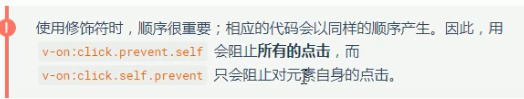 使用修饰符时，顺序很重要；相应的代码会以同样的顺序产生。因此，用
v-on:click.prevent.self 会阻止所有的点击，而
v-on:click.self.prevent 只会阻止对元素自身的点击。